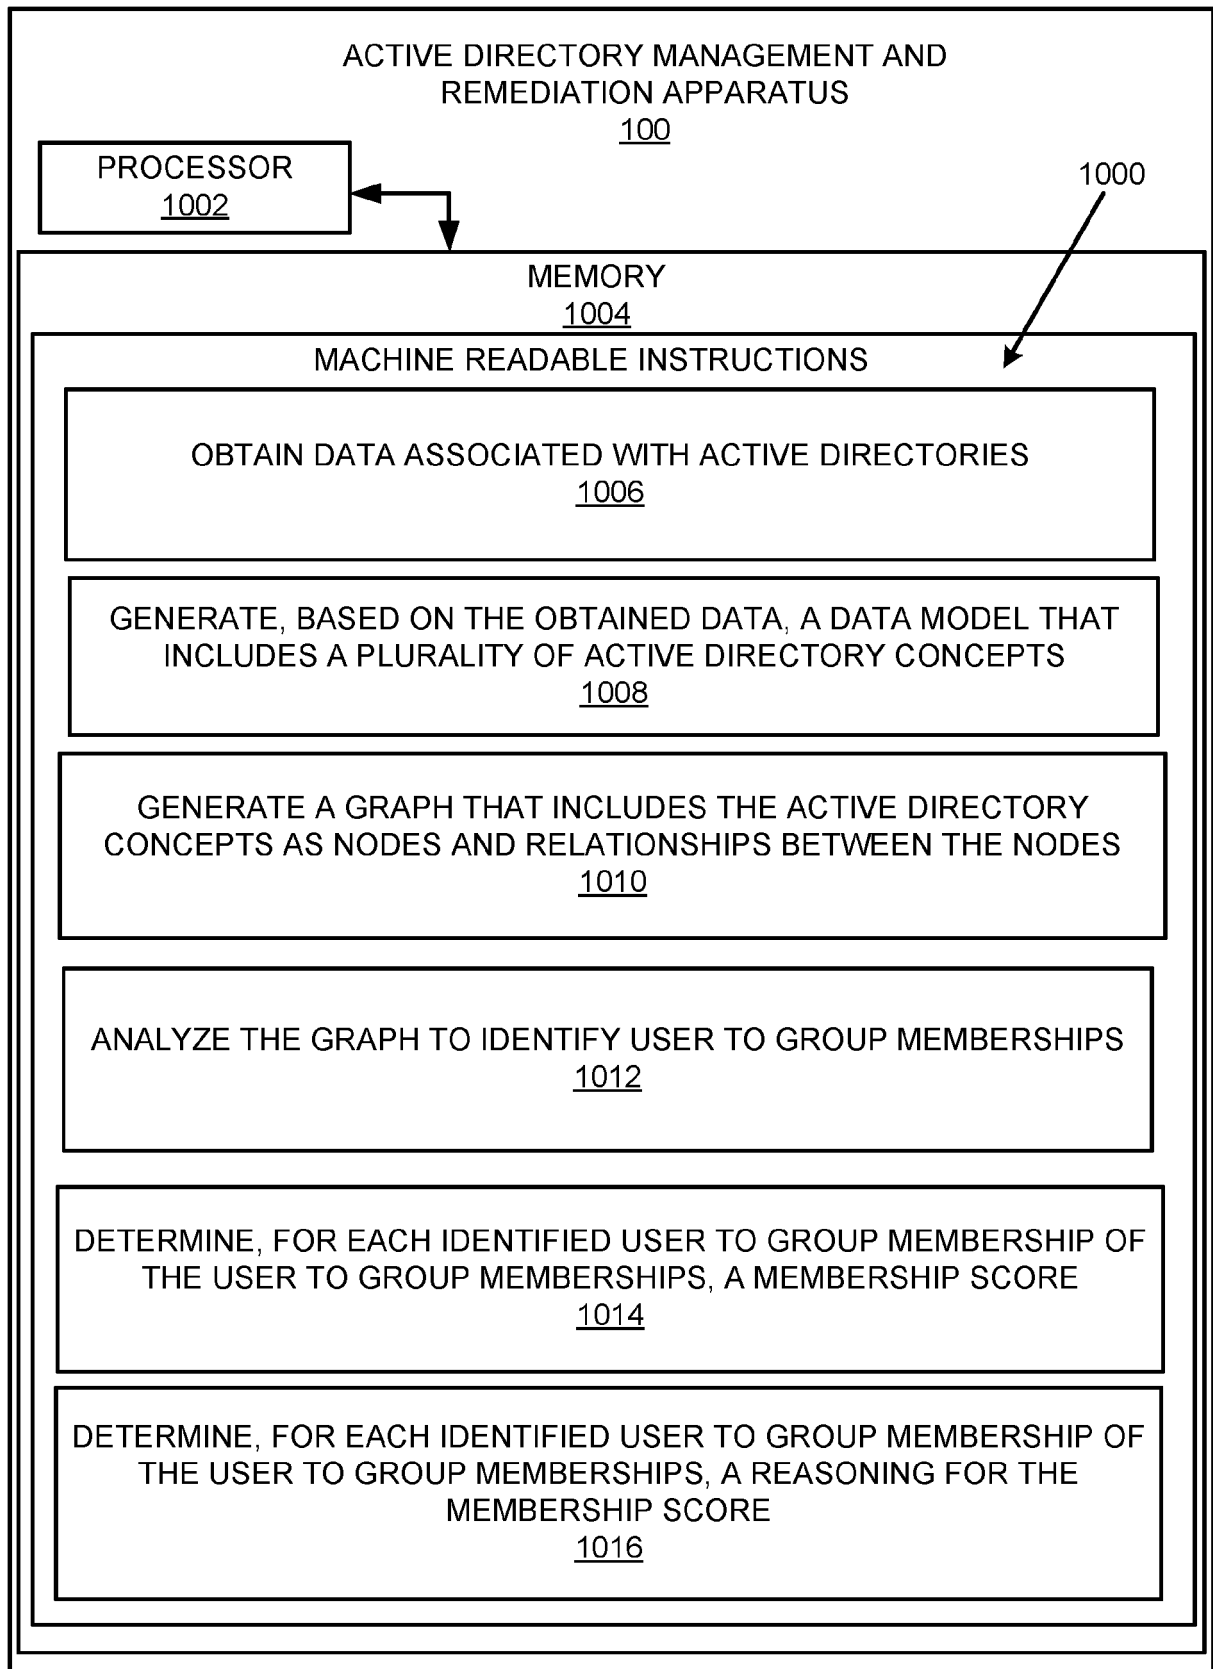 ACTIVE DIRECTORY MANAGEMENT AND
REMEDIATION APPARATUS
100
PROCESSOR
1002
1000
MEMORY
1004
MACHINE READABLE INSTRUCTIONS
OBTAIN DATA ASSOCIATED WITH ACTIVE DIRECTORIES
1006
GENERATE, BASED ON THE OBTAINED DATA, A DATA MODEL THAT
INCLUDES A PLURALITY OF ACTIVE DIRECTORY CONCEPTS
1008
GENERATE A GRAPH THAT INCLUDES THE ACTIVE DIRECTORY
CONCEPTS AS NODES AND RELATIONSHIPS BETWEEN THE NODES
1010
ANALYZE THE GRAPH TO IDENTIFY USER TO GROUP MEMBERSHIPS
1012
DETERMINE, FOR EACH IDENTIFIED USER TO GROUP MEMBERSHIP OF
THE USER TO GROUP MEMBERSHIPS, A MEMBERSHIP SCORE
1014
DETERMINE, FOR EACH IDENTIFIED USER TO GROUP MEMBERSHIP OF
THE USER TO GROUP MEMBERSHIPS, A REASONING FOR THE
MEMBERSHIP SCORE
1016